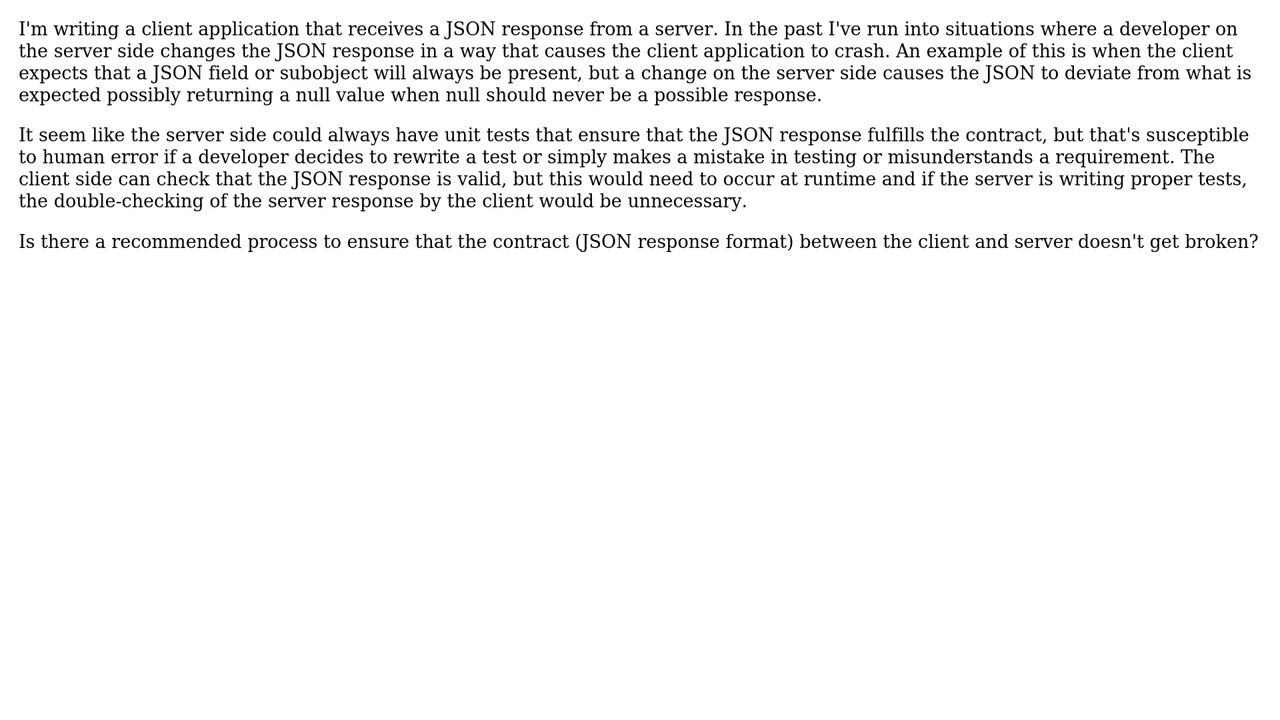 I'm writing a client application that receives a JSON response from a server. In the past I've run into situations where a developer on
the server side changes the JSON response in a way that causes the client application to crash. An example of this is when the client
expects that a JSON field or subobject will always be present, but a change on the server side causes the JSON to deviate from what is
expected possibly returning a null value when null should never be a possible response.
It seem like the server side could always have unit tests that ensure that the JSON response fulfills the contract, but that's susceptible
to human error if a developer decides to rewrite a test or simply makes a mistake in testing or misunderstands a requirement. The
client side can check that the JSON response is valid, but this would need to occur at runtime and if the server is writing proper tests,
the double-checking of the server response by the client would be unnecessary.
Is there a recommended process to ensure that the contract (JSON response format) between the client and server doesn't get broken?